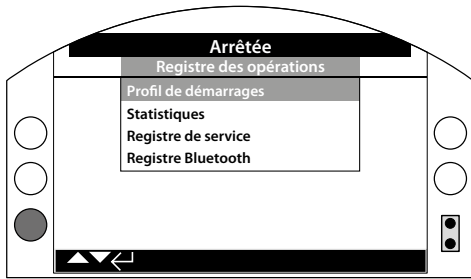 Arrêtée
Registre des opérations
Profil de démarrages
Statistiques
Registre de service
Registre Bluetooth